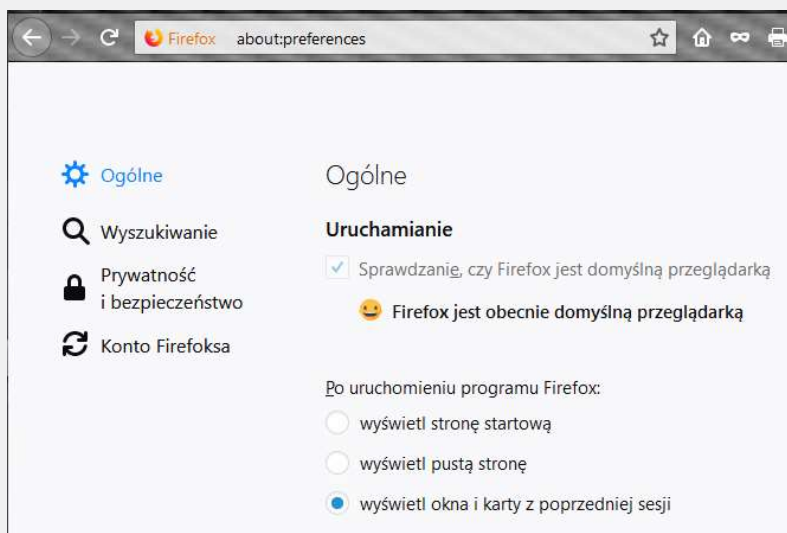 Firefox about:preferences
Ogólne
Wyszukiwanie
Prywatność
i bezpieczeństwo
Konto Firefoksa
Ogólne
Uruchamianie
Sprawdzanie, czy Firefox jest domyślną przeglądarką
Firefox jest obecnie domyślną przeglądarką
Po uruchomieniu programu Firefox:
wyświetl stronę startową
wyświetl pustą stronę
wyświetl okna i karty z poprzedniej sesji